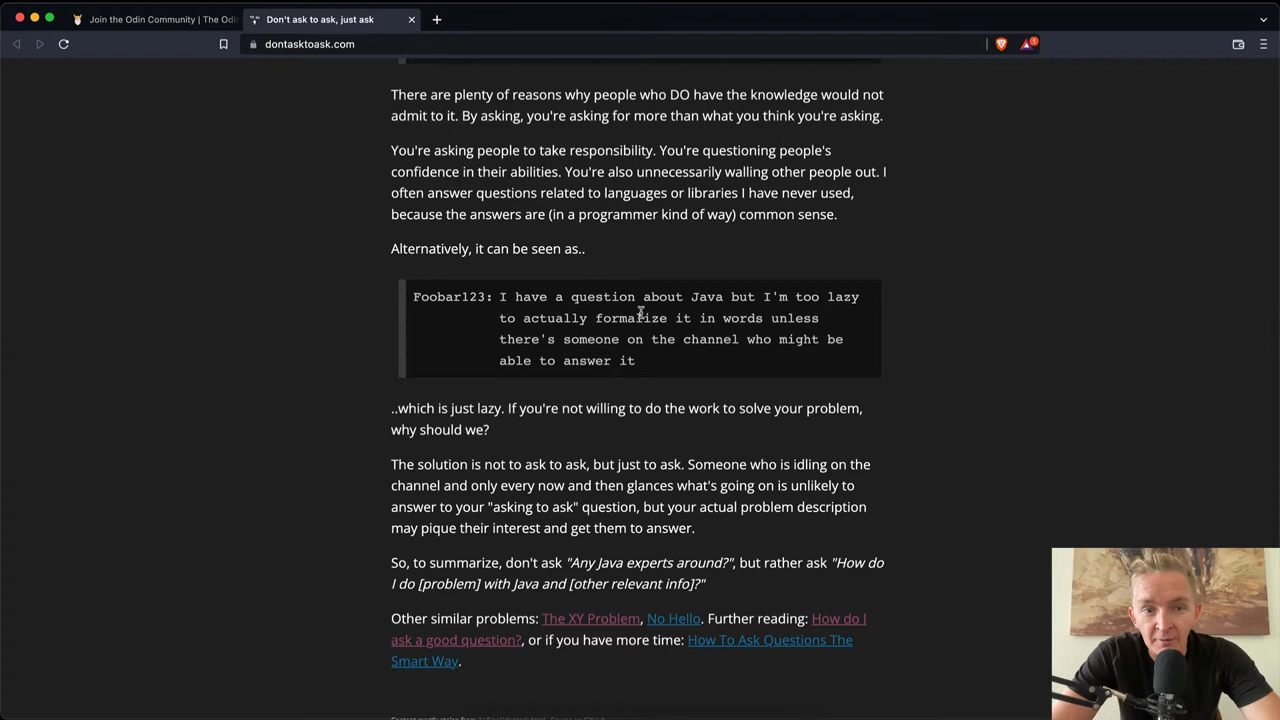 Join the Odin Community | The Odi
Don't ask to ask, just ask
dontasktoask.com
1
There are plenty of reasons why people who DO have the knowledge would not
admit to it. By asking, you're asking for more than what you think you're asking.
You're asking people to take responsibility. You're questioning people's
confidence in their abilities. You're also unnecessarily walling other people out. I
often answer questions related to languages or libraries I have never used,
because the answers are (in a programmer kind of way) common sense.
Alternatively, it can be seen as..
Foobar123: I have a question about Java but I'm too lazy
to actually formalize it in words unless
there's someone on the channel who might be
able to answer it
..which is just lazy. If you're not willing to do the work to solve your problem,
why should we?
The solution is not to ask to ask, but just to ask. Someone who is idling on the
channel and only every now and then glances what's going on is unlikely to
answer to your "asking to ask" question, but your actual problem description
may pique their interest and get them to answer.
So, to summarize, don't ask "Any Java experts around?", but rather ask "How do
I do [problem] with Java and [other relevant info]?"
Other similar problems: The XY Problem, No Hello. Further reading: How do I
ask a good question?, or if you have more time: How To Ask Questions The
Smart Way.